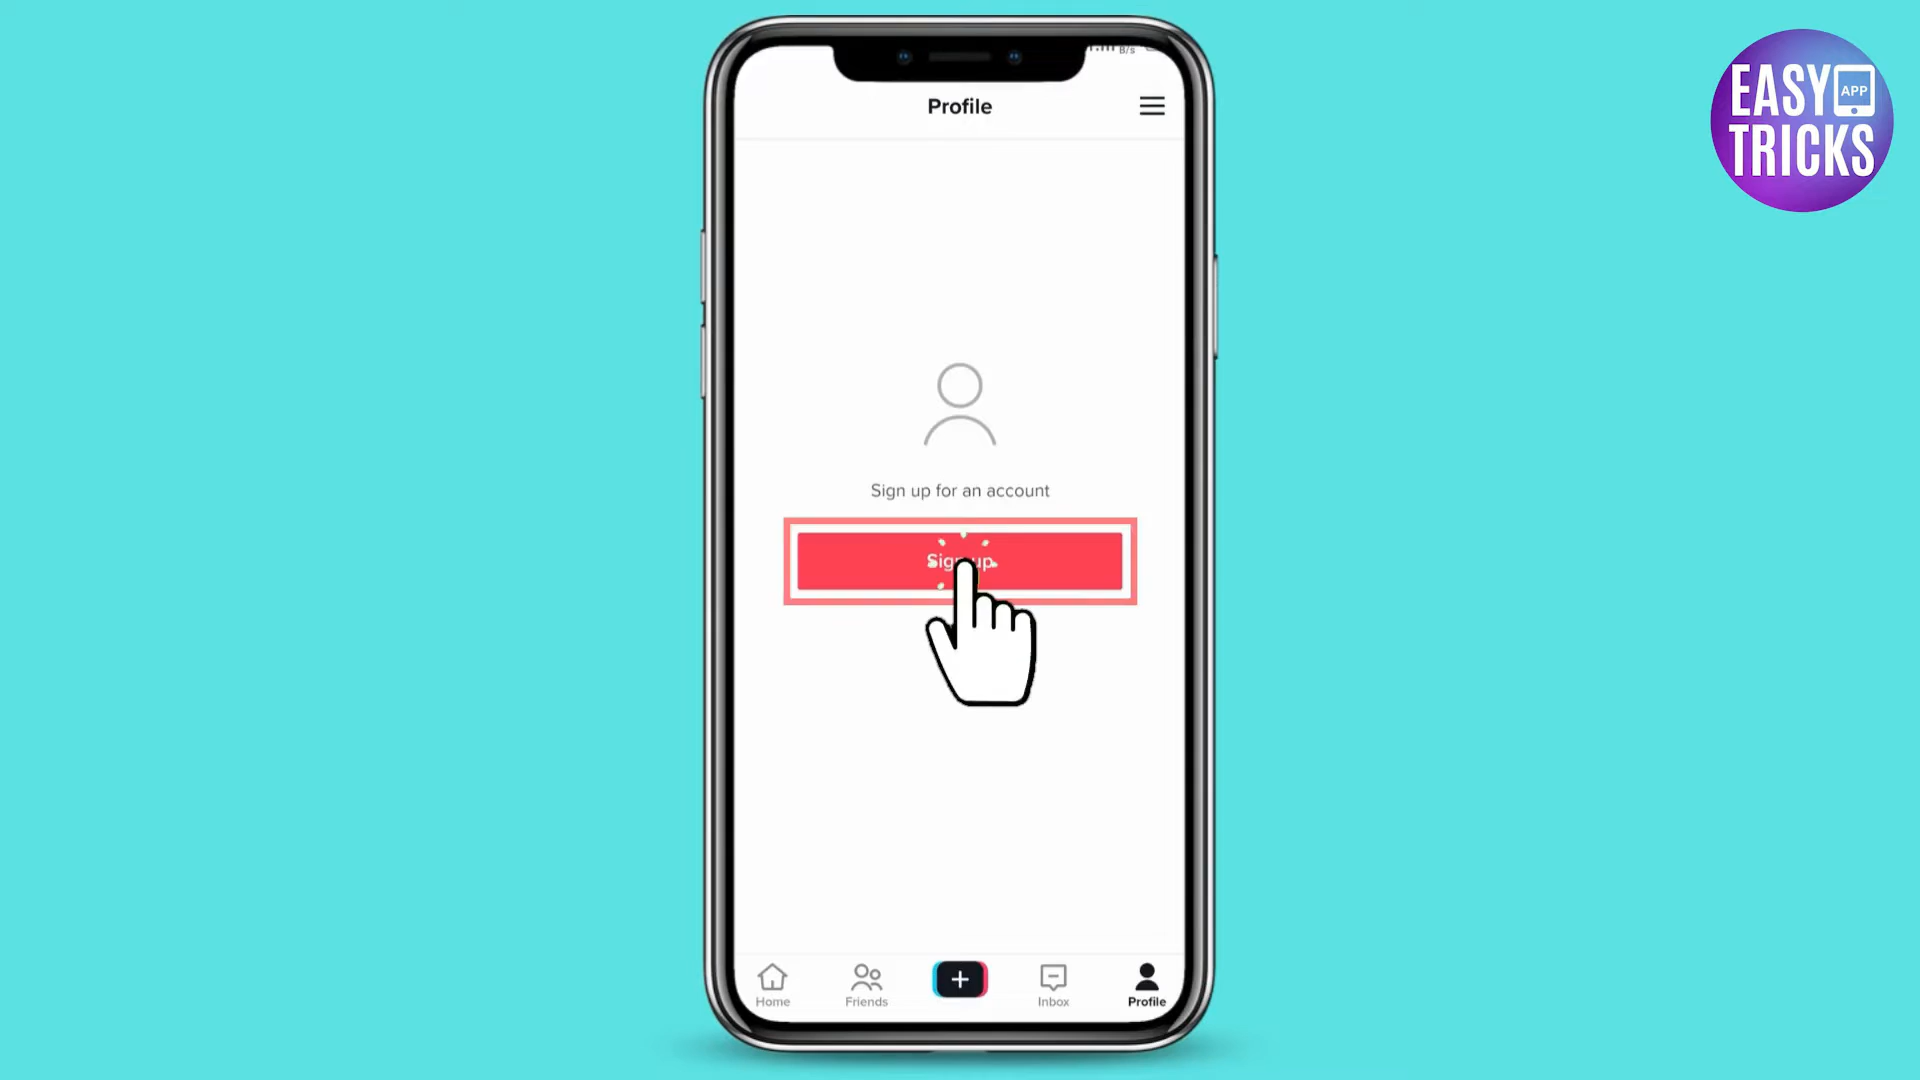 Profile
Sign up for an account
Sign up
Home
Friends
Inbox
Profile
EASY
APP
TRICKS
B/s